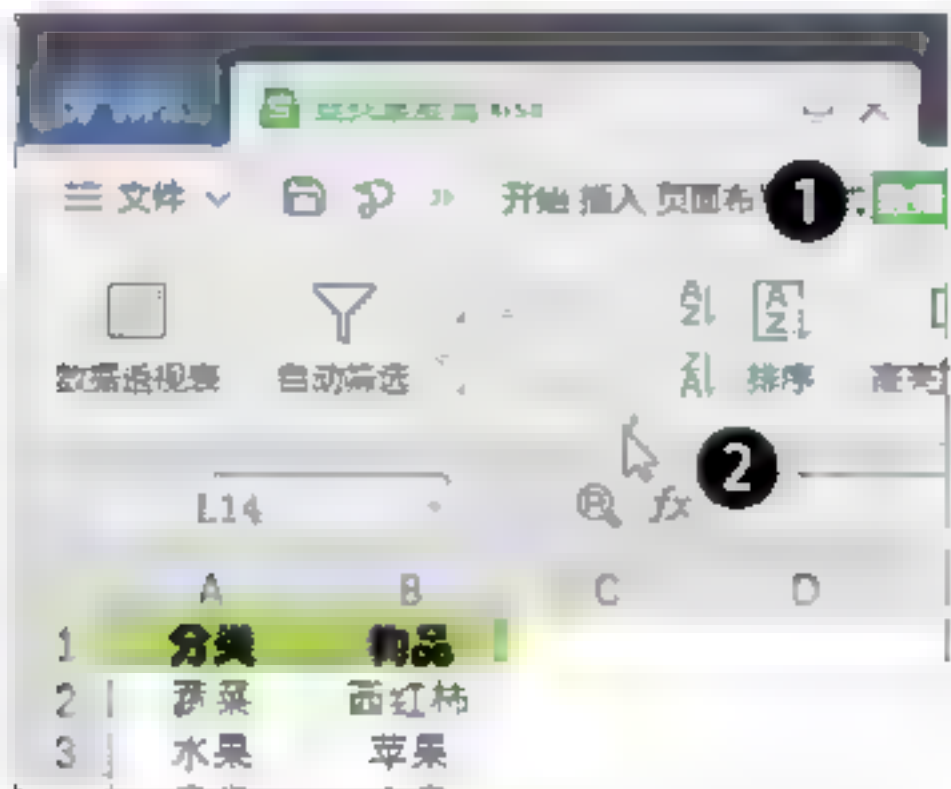 文件 开始 插入 页面布 1
数据透视表 自动筛选 排序
2
L14 fx
A B C D
1 分类 物品
2 蔬菜 西红柿
3 水果 苹果